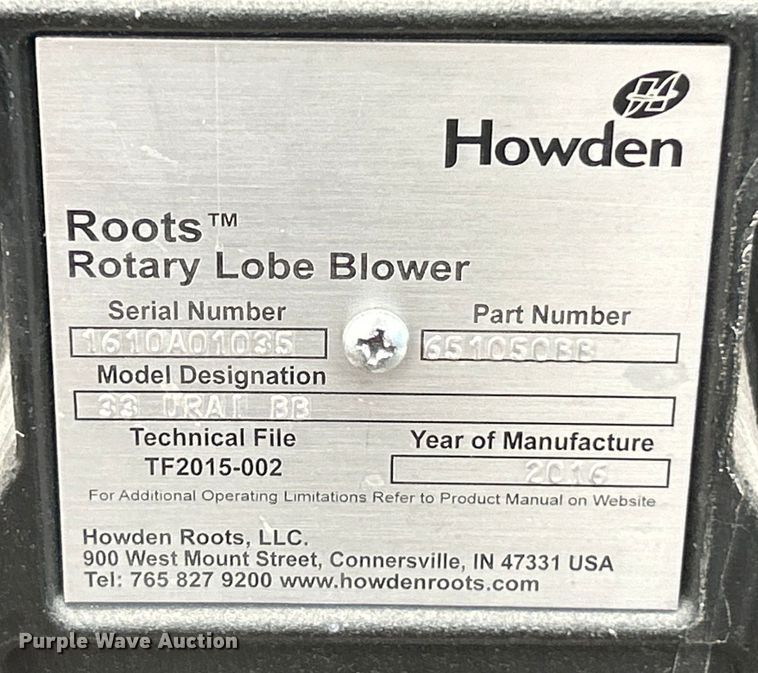 Howden
Roots™
Rotary Lobe Blower
Serial Number
1610A01035
Part Number
651050BB
Model Designation
33 URAI BB
Technical File
TF2015-002
Year of Manufacture
2016
For Additional Operating Limitations Refer to Product Manual on Website
Howden Roots, LLC.
900 West Mount Street, Connersville, IN 47331 USA
Tel: 765 827 9200 www.howdenroots.com
Purple Wave Auction